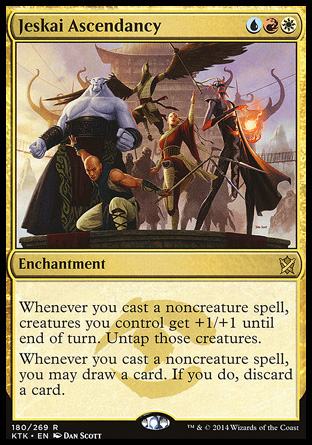 Jeskai Ascendancy
Enchantment
Whenever you cast a noncreature spell,
creatures you control get +1/+1 until
end of turn. Untap those creatures.
Whenever you cast a noncreature spell,
you may draw a card. If you do, discard
a card.
180/269 R
KTK • EN DAN SCOTT
™ & © 2014 Wizards of the Coast